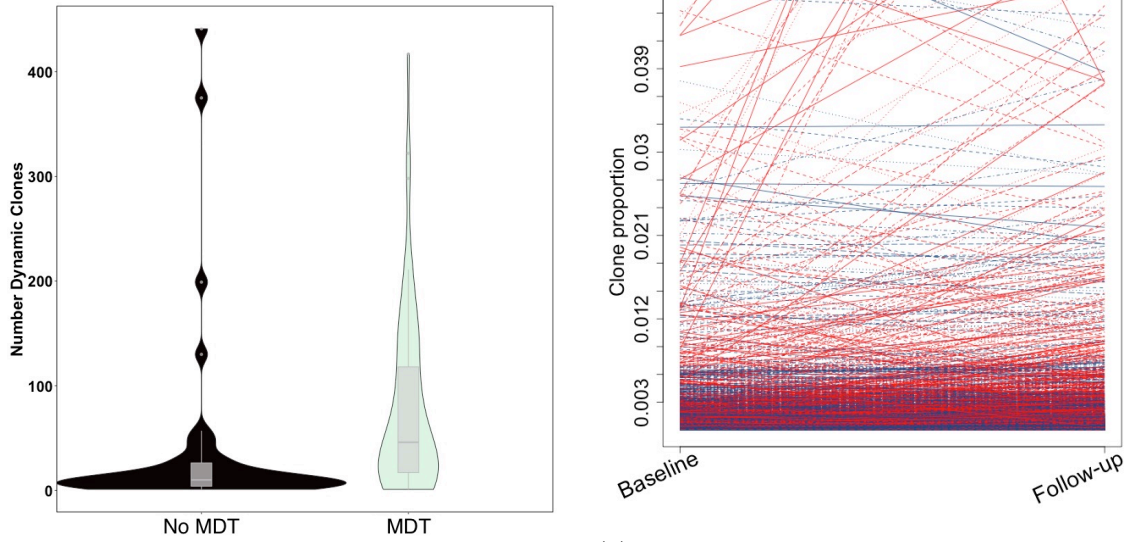 Number Dynamic Clones
400
300
200
100
0
No MDT
MDT
Clone proportion
0.039
0.03
0.021
0.012
0.003
Baseline
Follow-up